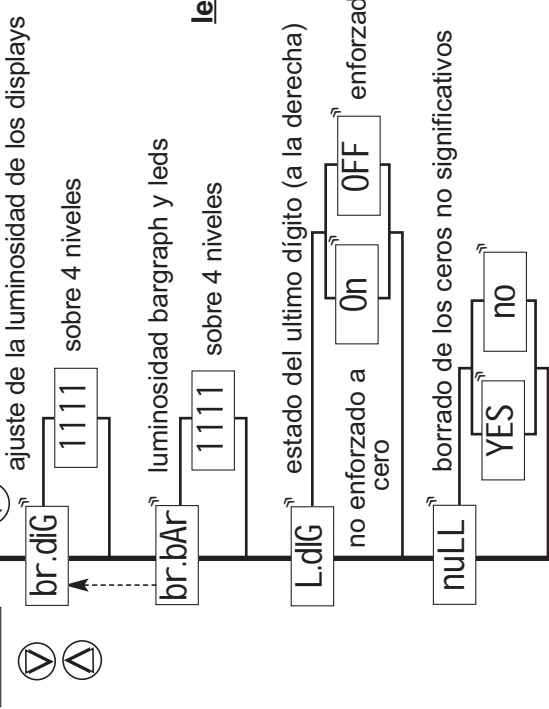 ajuste de la luminosidad de los displays
br.diG
1111 sobre 4 niveles
luminosidad bargraph y leds
br.bAr
1111 sobre 4 niveles
estado del ultimo dígito (a la derecha)
L.dIG
no enforzado a
cero
On OFF
borrado de los ceros no significativos
nuLL
YES no